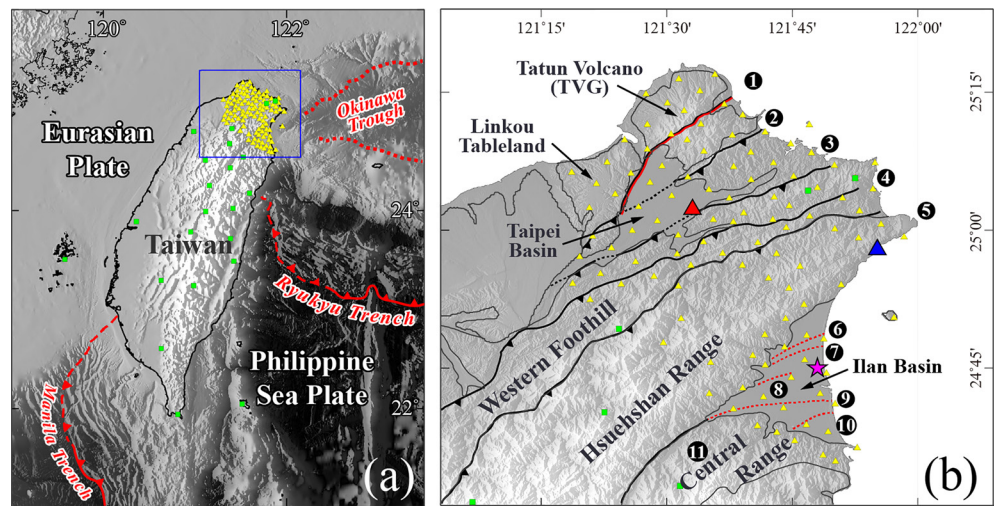 120°
122°
Eurasian
Plate
Okinawa
Trough
24°
Taiwan
Ryukyu Trench
Philippine
Sea Plate
22°
Manila Trench
(a)
121°15'
121°30'
121°45'
122°00'
Tatun Volcano
(TVG)
1
25°15'
Linkou
Tableland
2
3
4
Taipei
Basin
5
25°00'
6
7
Ilan Basin
24°45'
8
9
10
Western Foothill
Hsuehshan Range
11
Central
Range
(b)